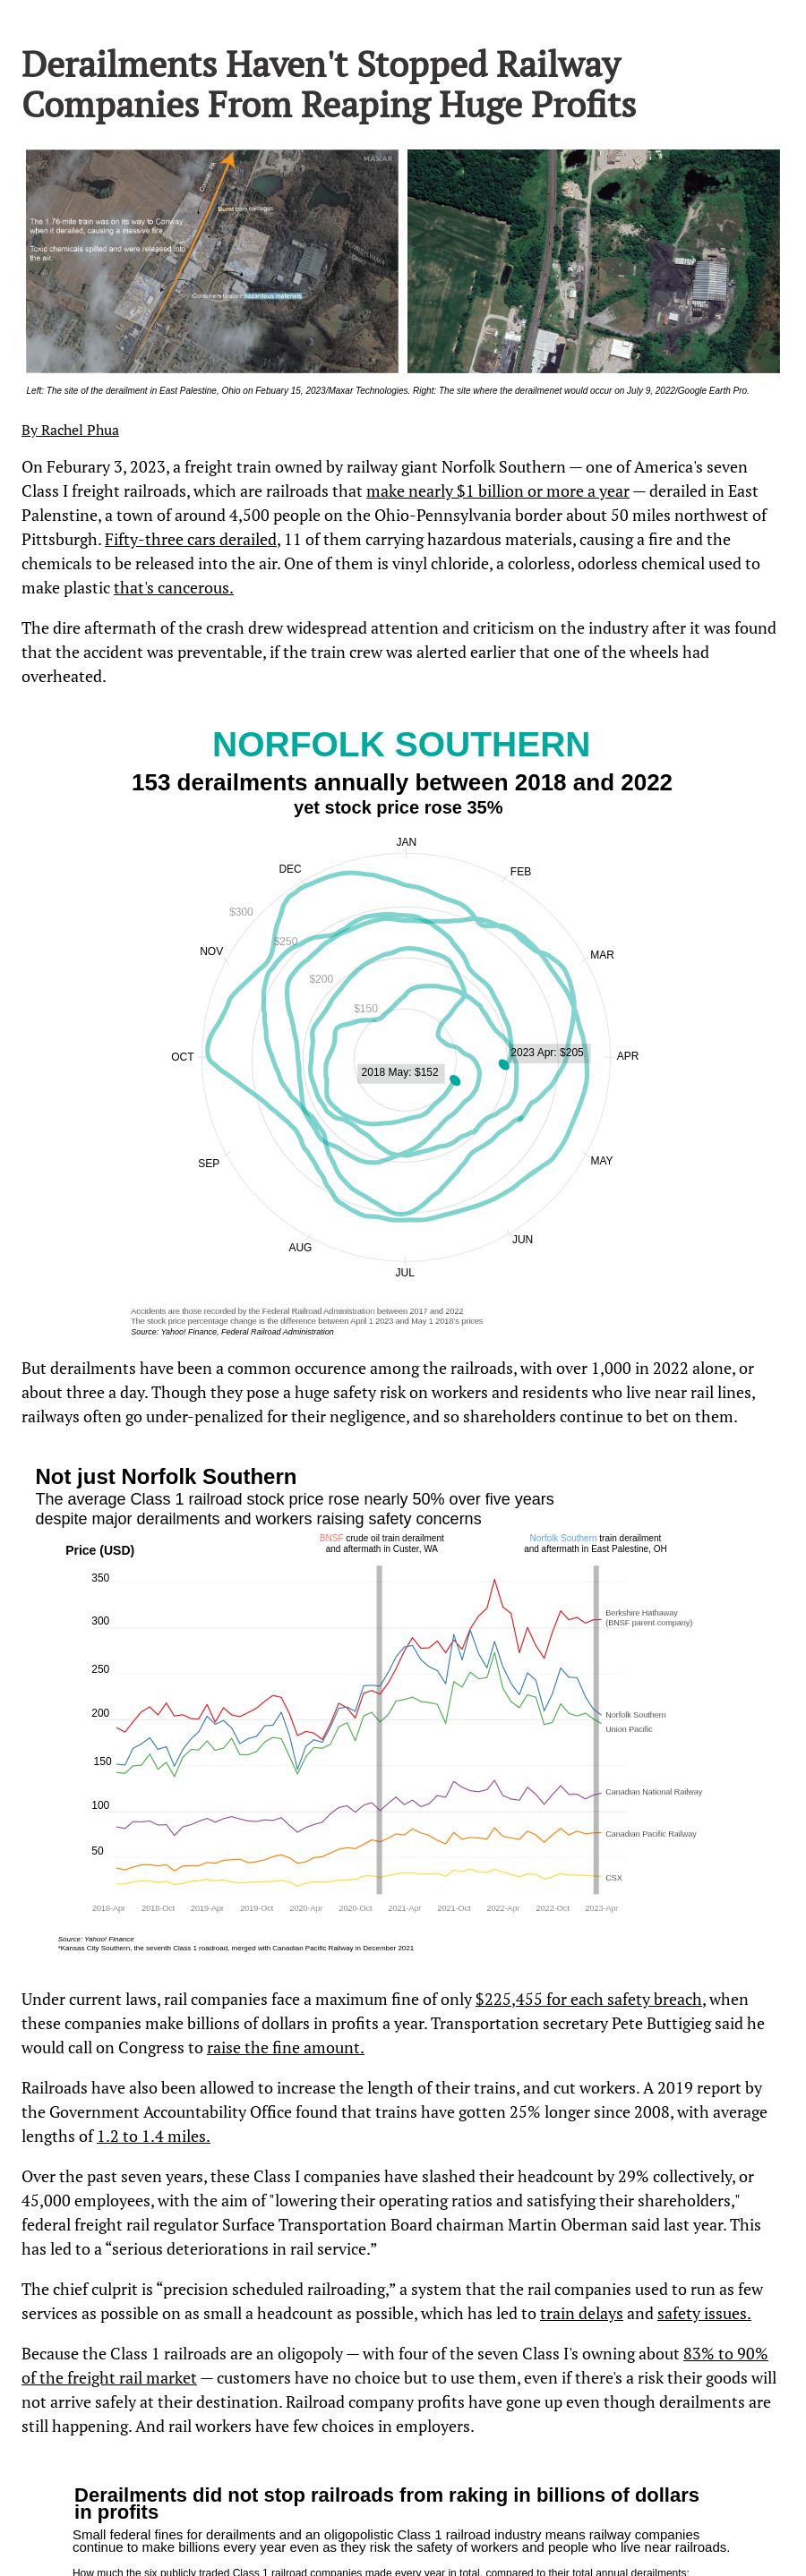 Derailments Haven't Stopped Railway
Companies From Reaping Huge Profits
MAXAR
Conway, PA
Burnt train carriages
The 1.76-mile train was on its way to Conway
when it derailed, causing a massive fire.
Toxic chemicals spilled and were released into
the air.
PENNSYLVANIA
OHIO
Containers to store hazardous materials
Left: The site of the derailment in East Palestine, Ohio on Febuary 15, 2023/Maxar Technologies. Right: The site where the derailmenet would occur on July 9, 2022/Google Earth Pro.
By Rachel Phua
On Feburary 3, 2023, a freight train owned by railway giant Norfolk Southern — one of America's seven
Class I freight railroads, which are railroads that make nearly $1 billion or more a year — derailed in East
Palenstine, a town of around 4,500 people on the Ohio-Pennsylvania border about 50 miles northwest of
Pittsburgh. Fifty-three cars derailed, 11 of them carrying hazardous materials, causing a fire and the
chemicals to be released into the air. One of them is vinyl chloride, a colorless, odorless chemical used to
make plastic that's cancerous.
The dire aftermath of the crash drew widespread attention and criticism on the industry after it was found
that the accident was preventable, if the train crew was alerted earlier that one of the wheels had
overheated.
NORFOLK SOUTHERN
153 derailments annually between 2018 and 2022
yet stock price rose 35%
JAN
DEC
FEB
$300
$250
NOV
MAR
$200
$150
OCT
2023 Apr: $205
APR
2018 May: $152
SEP
MAY
AUG
JUN
JUL
Accidents are those recorded by the Federal Railroad Administration between 2017 and 2022
The stock price percentage change is the difference between April 1 2023 and May 1 2018's prices
Source: Yahoo! Finance, Federal Railroad Administration
But derailments have been a common occurence among the railroads, with over 1,000 in 2022 alone, or
about three a day. Though they pose a huge safety risk on workers and residents who live near rail lines,
railways often go under-penalized for their negligence, and so shareholders continue to bet on them.
Not just Norfolk Southern
The average Class 1 railroad stock price rose nearly 50% over five years
despite major derailments and workers raising safety concerns
BNSF crude oil train derailment
and aftermath in Custer, WA
Norfolk Southern train derailment
and aftermath in East Palestine, OH
Price (USD)
350
300
250
200
150
100
50
Berkshire Hathaway
(BNSF parent company)
Norfolk Southern
Union Pacific
Canadian National Railway
Canadian Pacific Railway
CSX
2018-Apr 2018-Oct 2019-Apr 2019-Oct 2020-Apr 2020-Oct 2021-Apr 2021-Oct 2022-Apr 2022-Oct 2023-Apr
Source: Yahoo! Finance
*Kansas City Southern, the seventh Class 1 roadroad, merged with Canadian Pacific Railway in December 2021
Under current laws, rail companies face a maximum fine of only $225,455 for each safety breach, when
these companies make billions of dollars in profits a year. Transportation secretary Pete Buttigieg said he
would call on Congress to raise the fine amount.
Railroads have also been allowed to increase the length of their trains, and cut workers. A 2019 report by
the Government Accountability Office found that trains have gotten 25% longer since 2008, with average
lengths of 1.2 to 1.4 miles.
Over the past seven years, these Class I companies have slashed their headcount by 29% collectively, or
45,000 employees, with the aim of "lowering their operating ratios and satisfying their shareholders,"
federal freight rail regulator Surface Transportation Board chairman Martin Oberman said last year. This
has led to a “serious deteriorations in rail service.”
The chief culprit is “precision scheduled railroading,” a system that the rail companies used to run as few
services as possible on as small a headcount as possible, which has led to train delays and safety issues.
Because the Class 1 railroads are an oligopoly — with four of the seven Class I's owning about 83% to 90%
of the freight rail market — customers have no choice but to use them, even if there's a risk their goods will
not arrive safely at their destination. Railroad company profits have gone up even though derailments are
still happening. And rail workers have few choices in employers.
Derailments did not stop railroads from raking in billions of dollars
in profits
Small federal fines for derailments and an oligopolistic Class 1 railroad industry means railway companies
continue to make billions every year even as they risk the safety of workers and people who live near railroads.
How much the six publicly traded Class 1 railroad companies made every year in total, compared to their total annual derailments: